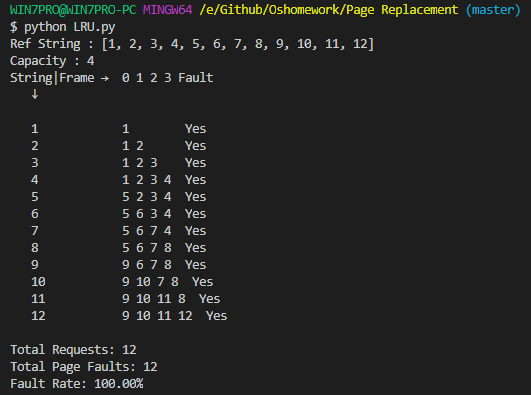 WIN7PRO@WIN7PRO-PC MINGW64 /e/Github/Oshomework/Page Replacement (master)
$ python LRU.py
Ref String : [1, 2, 3, 4, 5, 6, 7, 8, 9, 10, 11, 12]
Capacity : 4
String|Frame → 0 1 2 3 Fault
↓
1 1 Yes
2 1 2 Yes
3 1 2 3 Yes
4 1 2 3 4 Yes
5 5 2 3 4 Yes
6 5 6 3 4 Yes
7 5 6 7 4 Yes
8 5 6 7 8 Yes
9 9 6 7 8 Yes
10 9 10 7 8 Yes
11 9 10 11 8 Yes
12 9 10 11 12 Yes
Total Requests: 12
Total Page Faults: 12
Fault Rate: 100.00%